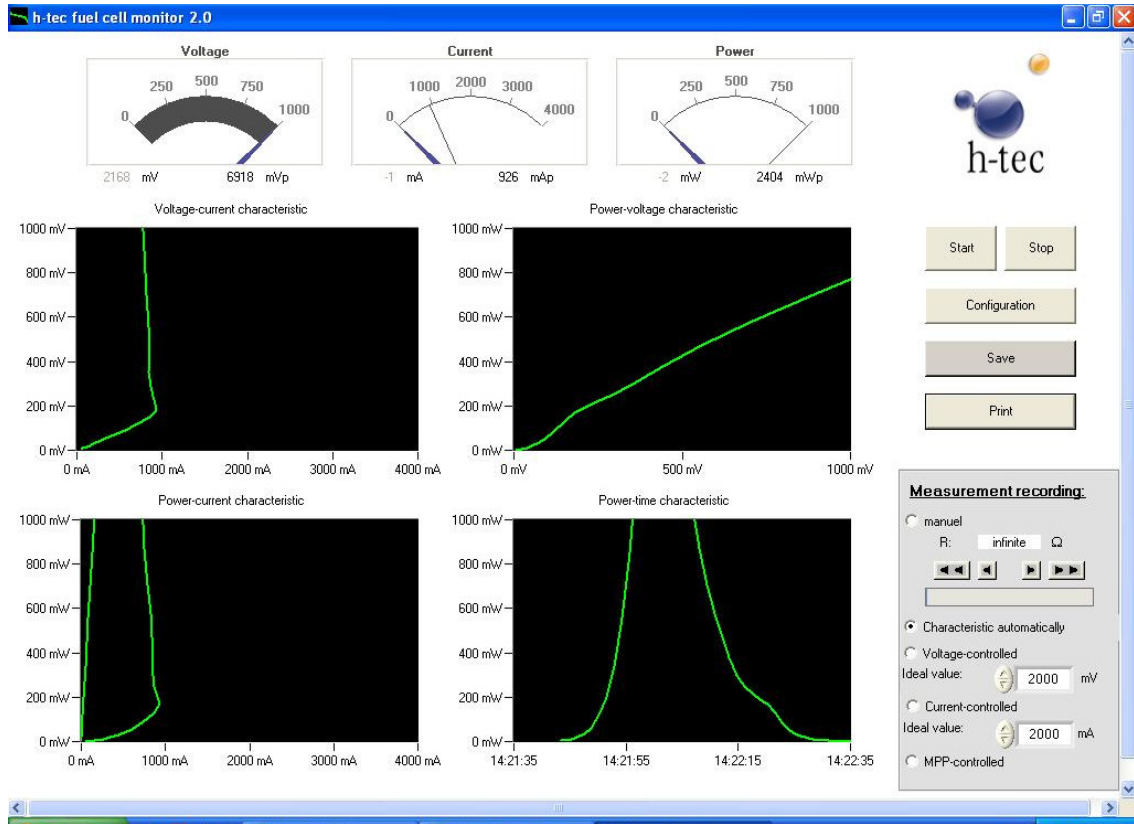 h-tec fuel cell monitor 2.0
Voltage
Current
Power
0 250 500 750 1000
0 1000 2000 3000 4000
0 250 500 750 1000
2168 mV 6918 mVp
-1 mA 926 mAp
-2 mW 2404 mWp
h-tec
Voltage-current characteristic
1000 mV
800 mV
600 mV
400 mV
200 mV
0 mV
0 mA 1000 mA 2000 mA 3000 mA 4000 mA
Power-voltage characteristic
1000 mW
800 mW
600 mW
400 mW
200 mW
0 mW
0 mV 500 mV 1000 mV
Start Stop
Configuration
Save
Print
Power-current characteristic
1000 mW
800 mW
600 mW
400 mW
200 mW
0 mW
0 mA 1000 mA 2000 mA 3000 mA 4000 mA
Power-time characteristic
1000 mW
800 mW
600 mW
400 mW
200 mW
0 mW
14:21:35 14:21:55 14:22:15 14:22:35
Measurement recording:
manuel
R: infinite Ω
Characteristic automatically
Voltage-controlled
Ideal value: 2000 mV
Current-controlled
Ideal value: 2000 mA
MPP-controlled